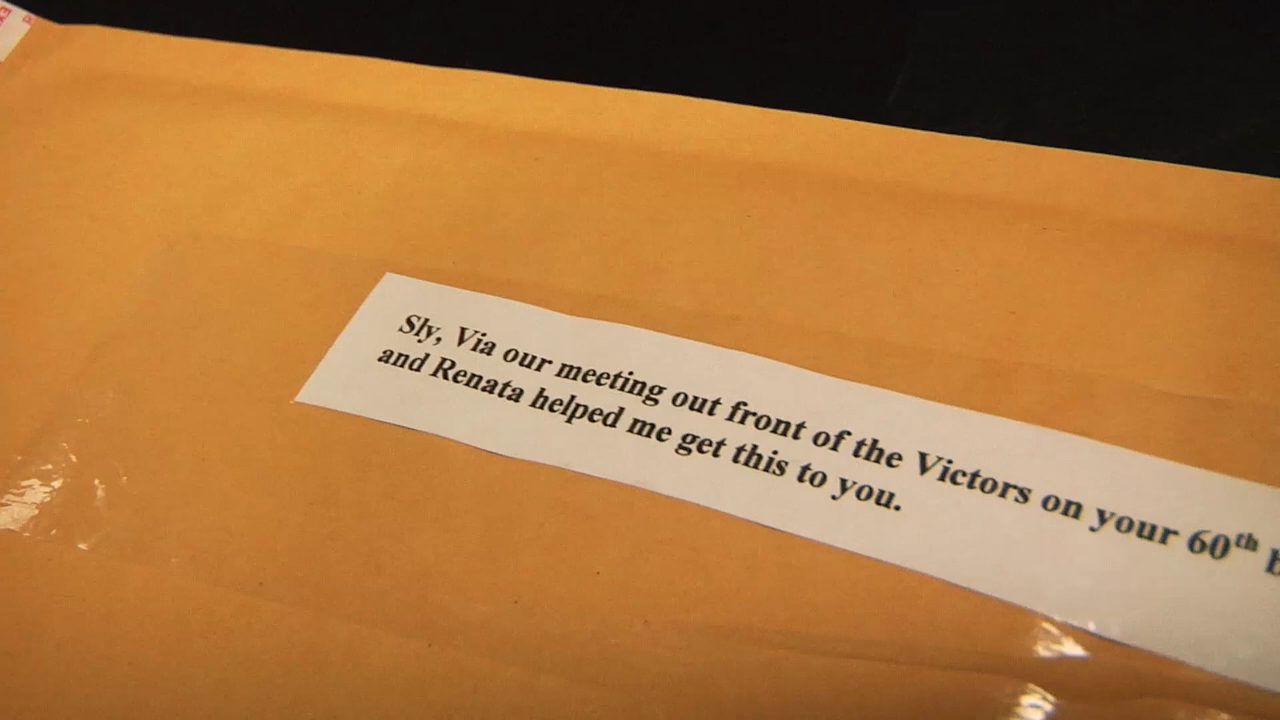 Sly, Via our meeting out front of the Victors on your 60th
and Renata helped me get this to you.